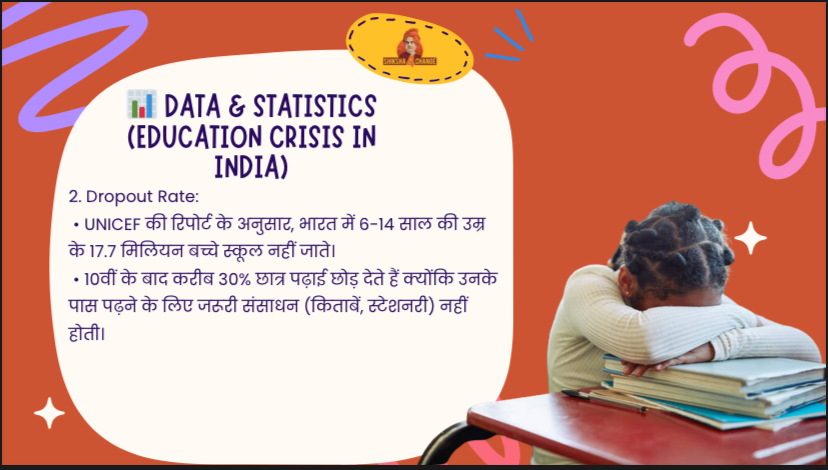 SHIKSHA CHANGE
📊 DATA & STATISTICS
(EDUCATION CRISIS IN
INDIA)
2. Dropout Rate:
• UNICEF की रिपोर्ट के अनुसार, भारत में 6-14 साल की उम्र
के 17.7 मिलियन बच्चे स्कूल नहीं जाते।
• 10वीं के बाद करीब 30% छात्र पढ़ाई छोड़ देते हैं क्योंकि उनके
पास पढ़ने के लिए जरूरी संसाधन (किताबें, स्टेशनरी) नहीं
होती।